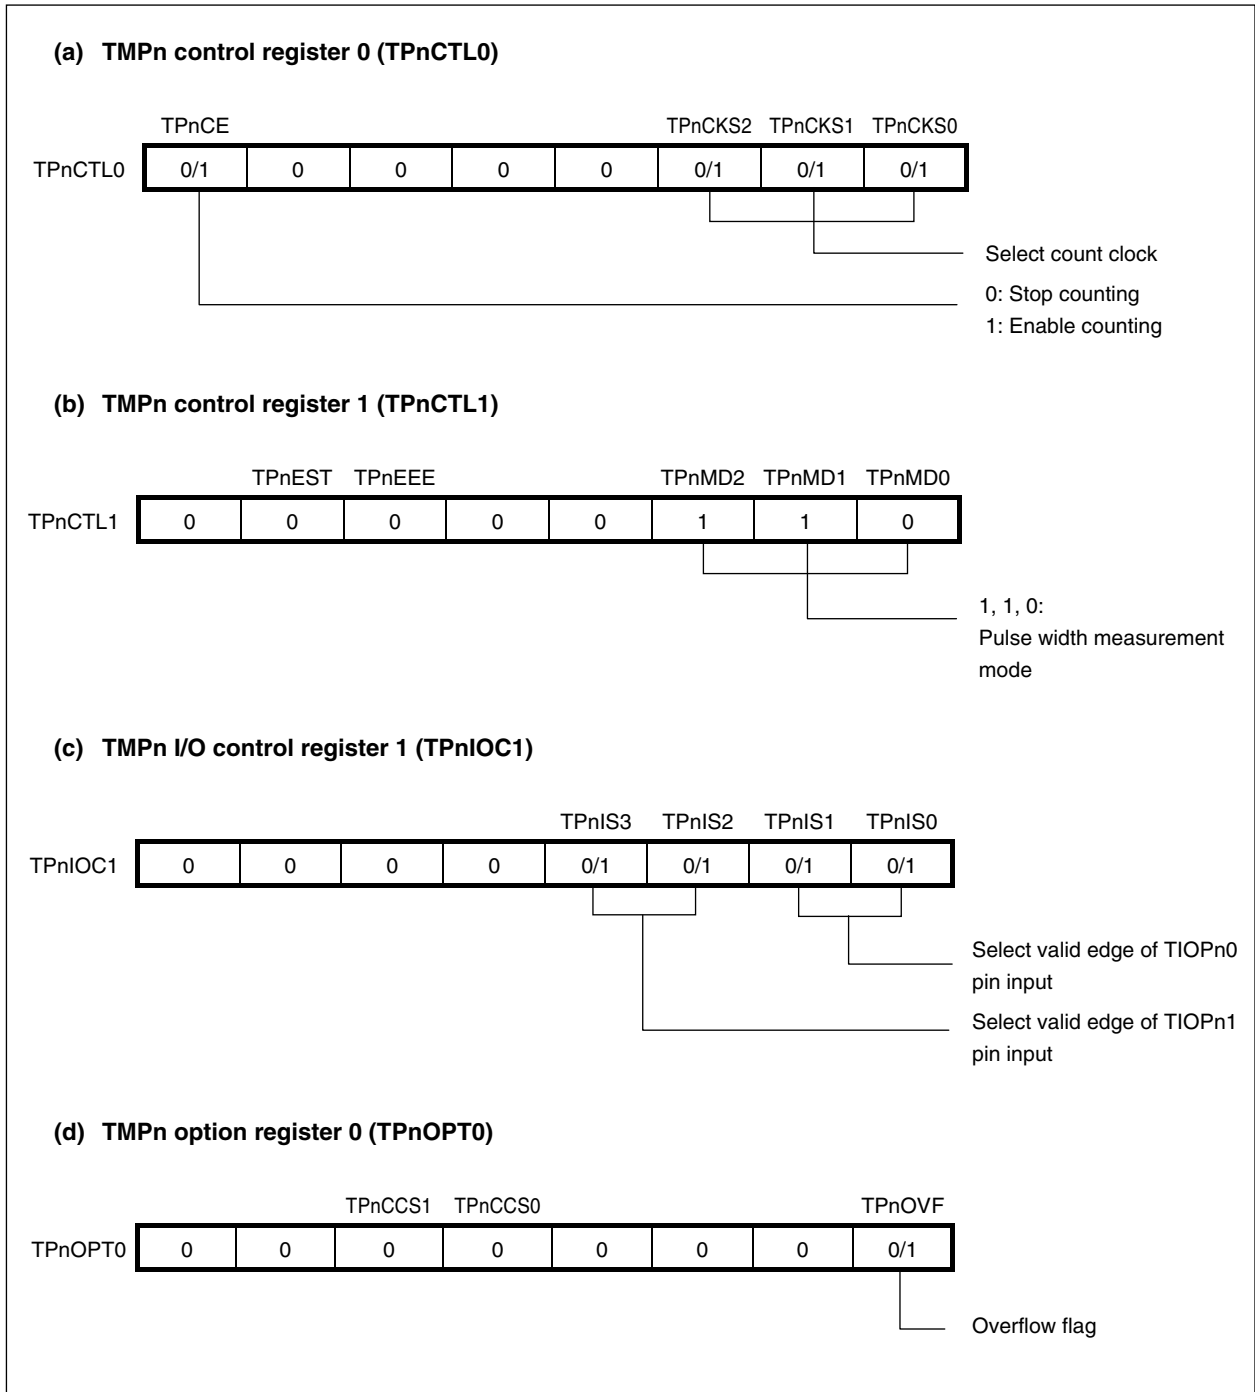 (a) TMPn control register 0 (TPnCTL0)
TPnCE TPnCKS2 TPnCKS1 TPnCKS0
TPnCTL0 0/1 0 0 0 0 0/1 0/1 0/1
Select count clock
0: Stop counting
1: Enable counting
(b) TMPn control register 1 (TPnCTL1)
TPnEST TPnEEE TPnMD2 TPnMD1 TPnMD0
TPnCTL1 0 0 0 0 0 1 1 0
1, 1, 0:
Pulse width measurement
mode
(c) TMPn I/O control register 1 (TPnIOC1)
TPnIS3 TPnIS2 TPnIS1 TPnIS0
TPnIOC1 0 0 0 0 0/1 0/1 0/1 0/1
Select valid edge of TIOPn0
pin input
Select valid edge of TIOPn1
pin input
(d) TMPn option register 0 (TPnOPT0)
TPnCCS1 TPnCCS0 TPnOVF
TPnOPT0 0 0 0 0 0 0 0 0/1
Overflow flag